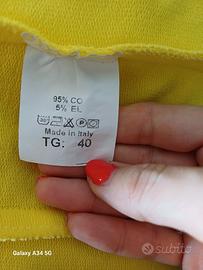 95% CO
5% EL
Made in Italy
TG: 40
Galaxy A34 5G
subito